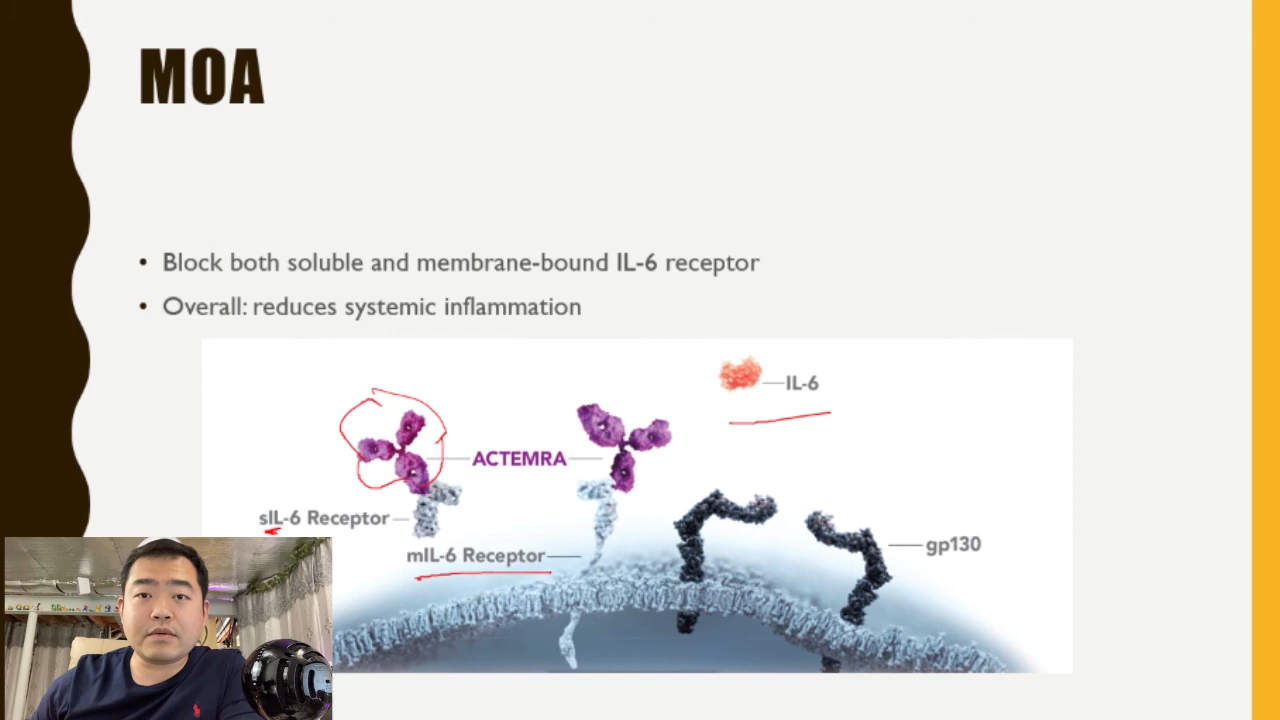 MOA
• Block both soluble and membrane-bound IL-6 receptor
• Overall: reduces systemic inflammation
IL-6
ACTEMRA
sIL-6 Receptor
mIL-6 Receptor
gp130